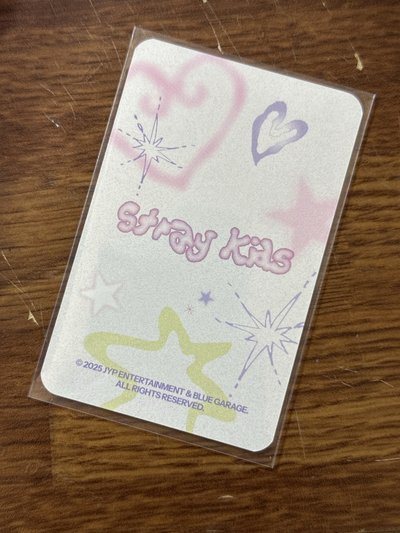 Stray Kids
© 2025 JYP ENTERTAINMENT & BLUE GARAGE.
ALL RIGHTS RESERVED.